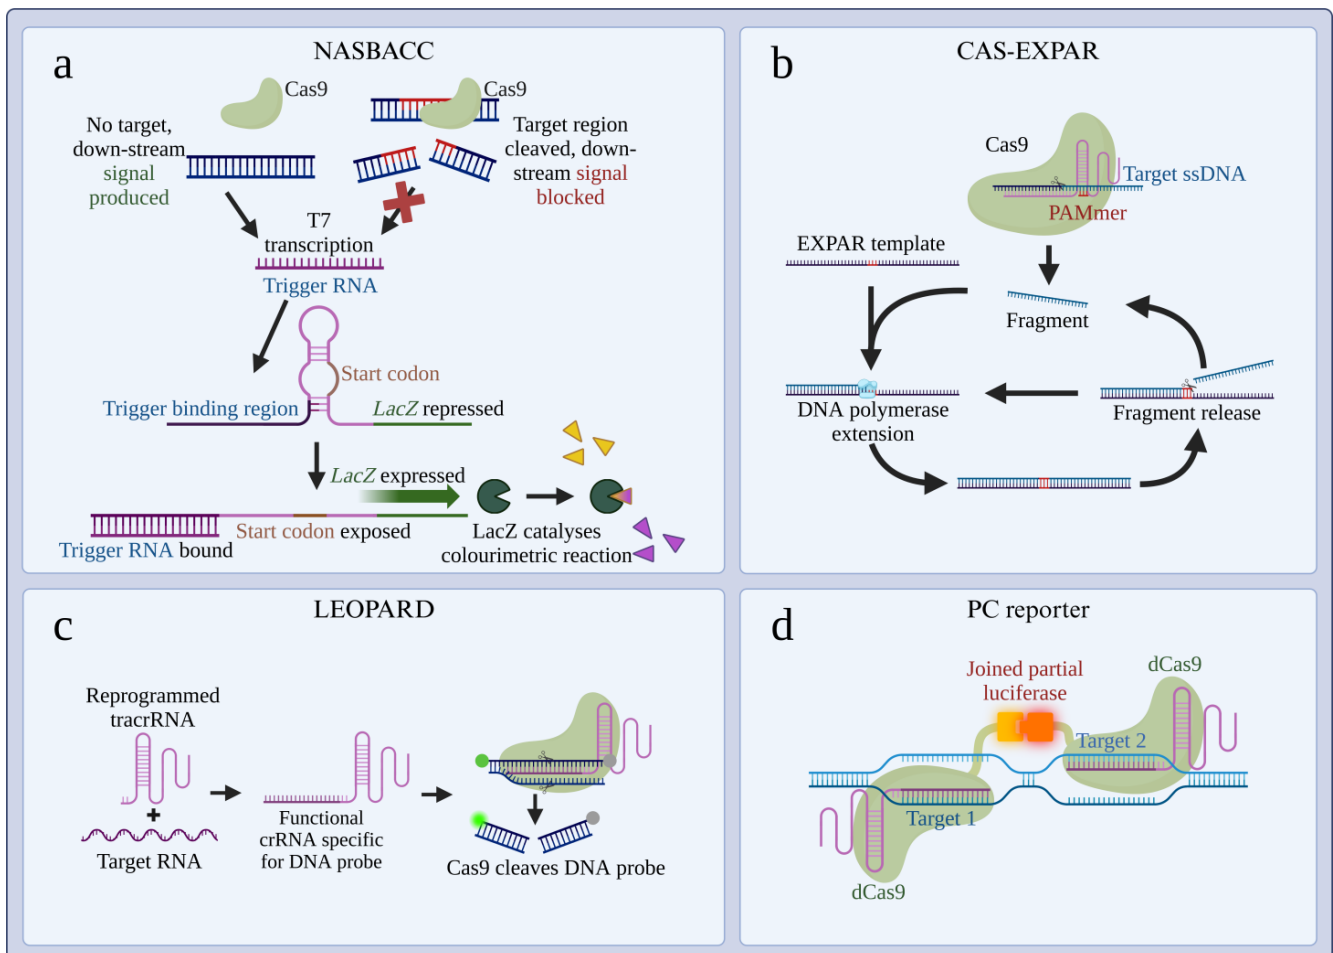 a
NASBACC
Cas9
Cas9
No target,
down-stream
signal
produced
Target region
cleaved, down-
stream signal
blocked
T7
transcription
Trigger RNA
Start codon
Trigger binding region
LacZ repressed
LacZ expressed
Start codon exposed
Trigger RNA bound
LacZ catalyses
colourimetric reaction
b
CAS-EXPAR
Cas9
Target ssDNA
PAMmer
EXPAR template
Fragment
DNA polymerase
extension
Fragment release
c
LEOPARD
Reprogrammed
tracrRNA
+
Target RNA
Functional
crRNA specific
for DNA probe
Cas9 cleaves DNA probe
d
PC reporter
Joined partial
luciferase
dCas9
Target 2
Target 1
dCas9